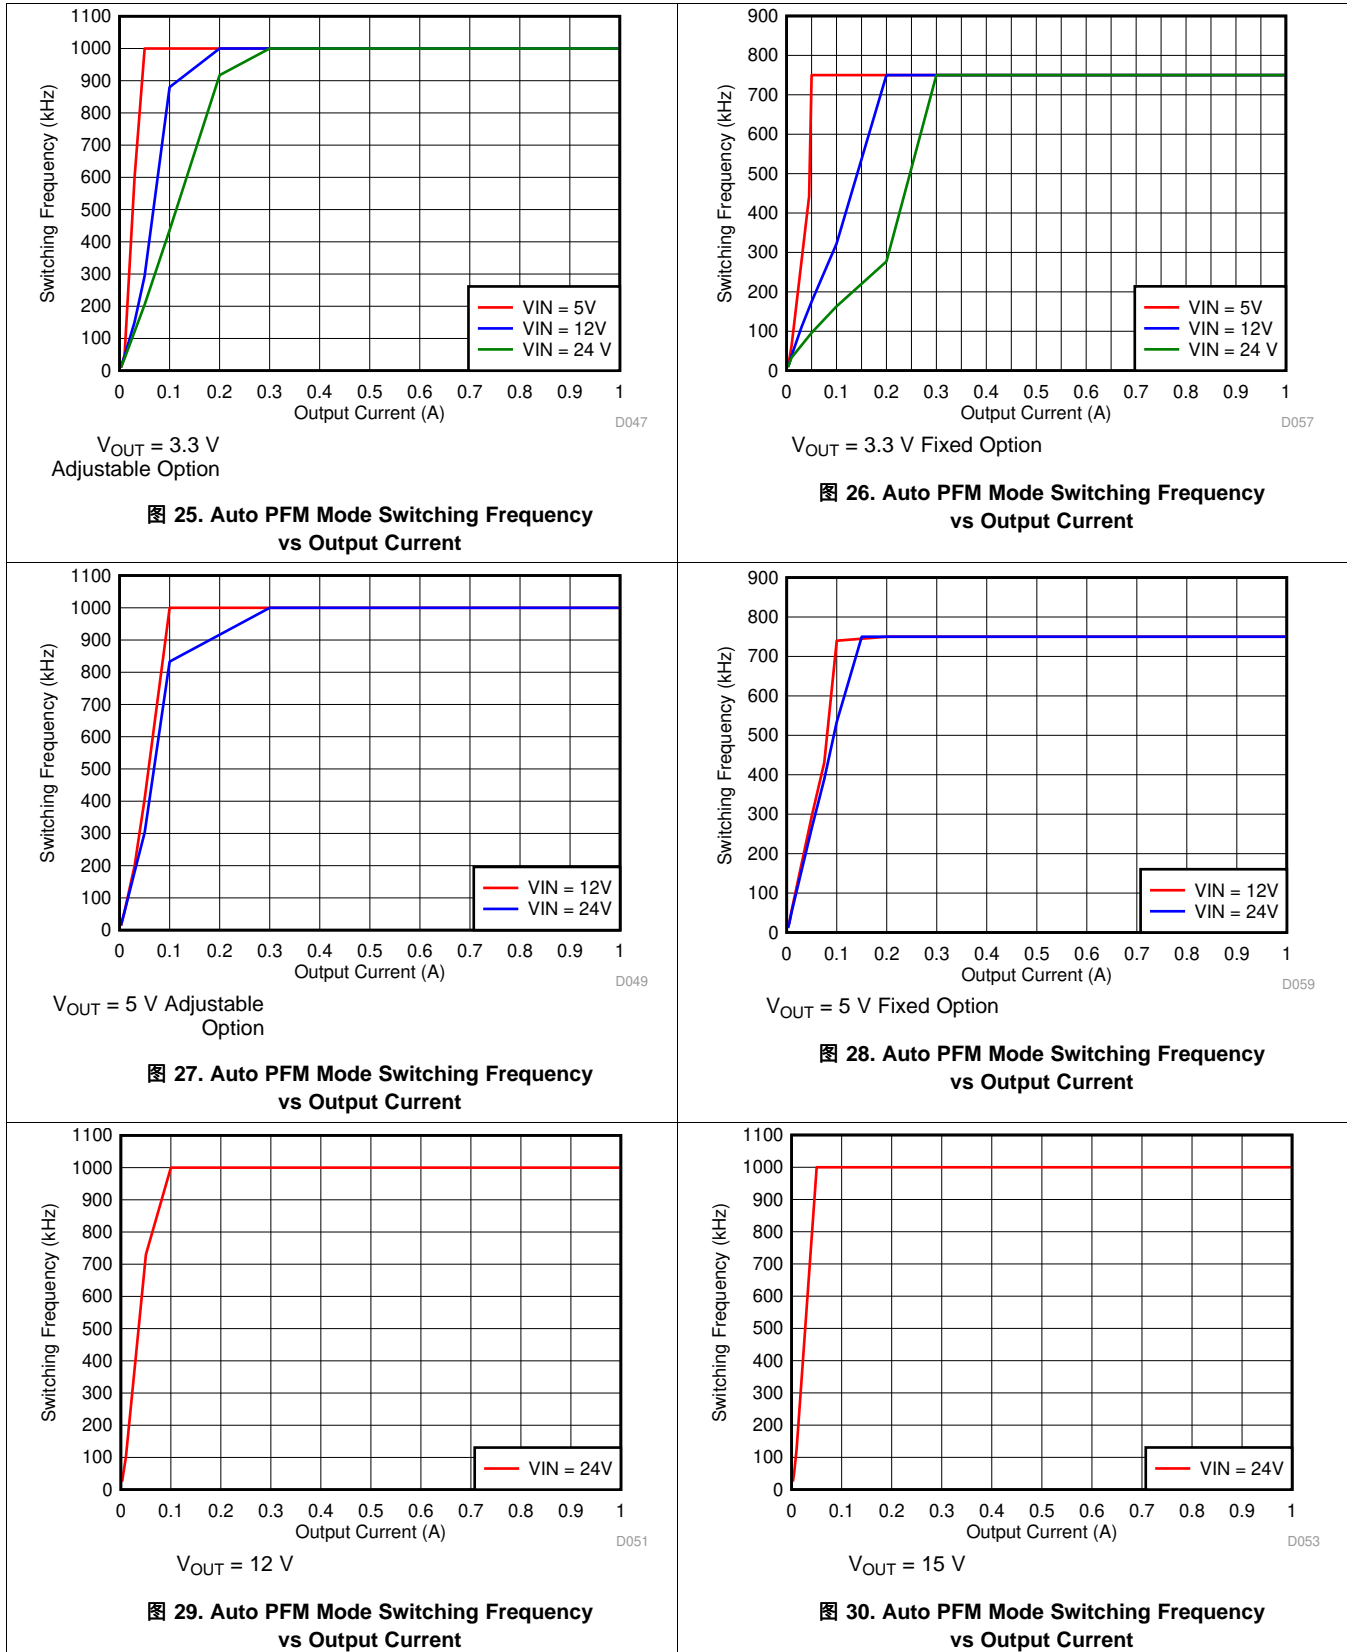 1100
1000
900
800
700
600
500
400
300
200
100
0
Switching Frequency (kHz)
VIN = 5V
VIN = 12V
VIN = 24 V
0 0.1 0.2 0.3 0.4 0.5 0.6 0.7 0.8 0.9 1
Output Current (A)
D047
VOUT = 3.3 V
Adjustable Option
图 25. Auto PFM Mode Switching Frequency
vs Output Current
900
800
700
600
500
400
300
200
100
0
Switching Frequency (kHz)
VIN = 5V
VIN = 12V
VIN = 24 V
0 0.1 0.2 0.3 0.4 0.5 0.6 0.7 0.8 0.9 1
Output Current (A)
D057
VOUT = 3.3 V Fixed Option
图 26. Auto PFM Mode Switching Frequency
vs Output Current
1100
1000
900
800
700
600
500
400
300
200
100
0
Switching Frequency (kHz)
VIN = 12V
VIN = 24V
0 0.1 0.2 0.3 0.4 0.5 0.6 0.7 0.8 0.9 1
Output Current (A)
D049
VOUT = 5 V Adjustable
Option
图 27. Auto PFM Mode Switching Frequency
vs Output Current
900
800
700
600
500
400
300
200
100
0
Switching Frequency (kHz)
VIN = 12V
VIN = 24V
0 0.1 0.2 0.3 0.4 0.5 0.6 0.7 0.8 0.9 1
Output Current (A)
D059
VOUT = 5 V Fixed Option
图 28. Auto PFM Mode Switching Frequency
vs Output Current
1100
1000
900
800
700
600
500
400
300
200
100
0
Switching Frequency (kHz)
VIN = 24V
0 0.1 0.2 0.3 0.4 0.5 0.6 0.7 0.8 0.9 1
Output Current (A)
D051
VOUT = 12 V
图 29. Auto PFM Mode Switching Frequency
vs Output Current
1100
1000
900
800
700
600
500
400
300
200
100
0
Switching Frequency (kHz)
VIN = 24V
0 0.1 0.2 0.3 0.4 0.5 0.6 0.7 0.8 0.9 1
Output Current (A)
D053
VOUT = 15 V
图 30. Auto PFM Mode Switching Frequency
vs Output Current